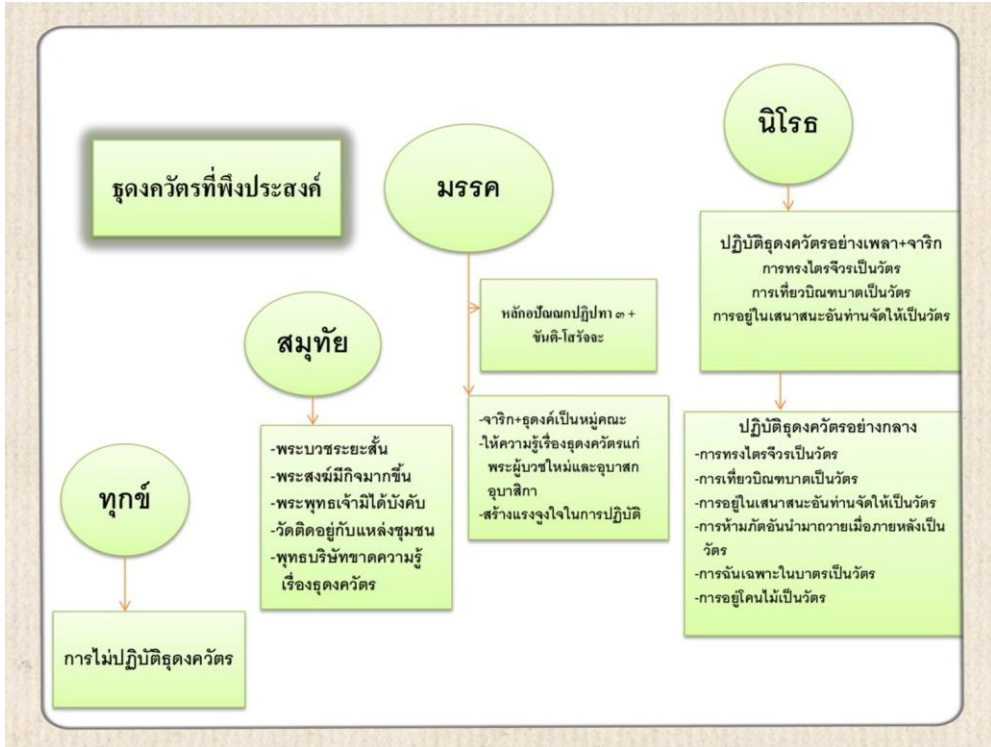 ธุดงควัตรที่พึงประสงค์
ทุกข์
การไม่ปฏิบัติธุดงควัตร
สมุทัย
-พระบวชระยะสั้น
-พระสงฆ์มีกิจมากขึ้น
-พระพุทธเจ้ามิได้บังคับ
-วัดติดอยู่กับแหล่งชุมชน
-พุทธบริษัทขาดความรู้
เรื่องธุดงควัตร
มรรค
หลักอปัณณกปฏิปทา ๓ +
ขันติ-โสรัจจะ
-จาริก+ธุดงค์เป็นหมู่คณะ
-ให้ความรู้เรื่องธุดงควัตรแก่
พระผู้บวชใหม่และอุบาสก
อุบาสิกา
-สร้างแรงจูงใจในการปฏิบัติ
นิโรธ
ปฏิบัติธุดงควัตรอย่างเพลา+จาริก
การทรงไตรจีวรเป็นวัตร
การเที่ยวบิณฑบาตเป็นวัตร
การอยู่ในเสนาสนะอันท่านจัดให้เป็นวัตร
ปฏิบัติธุดงควัตรอย่างกลาง
-การทรงไตรจีวรเป็นวัตร
-การเที่ยวบิณฑบาตเป็นวัตร
-การอยู่ในเสนาสนะอันท่านจัดให้เป็นวัตร
-การห้ามภัตอันนำมาถวายเมื่อภายหลังเป็น
วัตร
-การฉันเฉพาะในบาตรเป็นวัตร
-การอยู่โคนไม้เป็นวัตร